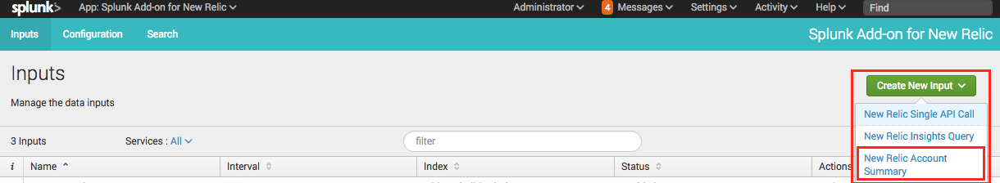 splunk> App: Splunk Add-on for New Relic Administrator 4 Messages Settings Activity Help Find
Inputs Configuration Search Splunk Add-on for New Relic
Inputs
Create New Input
Manage the data inputs
New Relic Single API Call
New Relic Insights Query
New Relic Account
Summary
3 Inputs Services : All filter
i Name Interval Index Status Actions